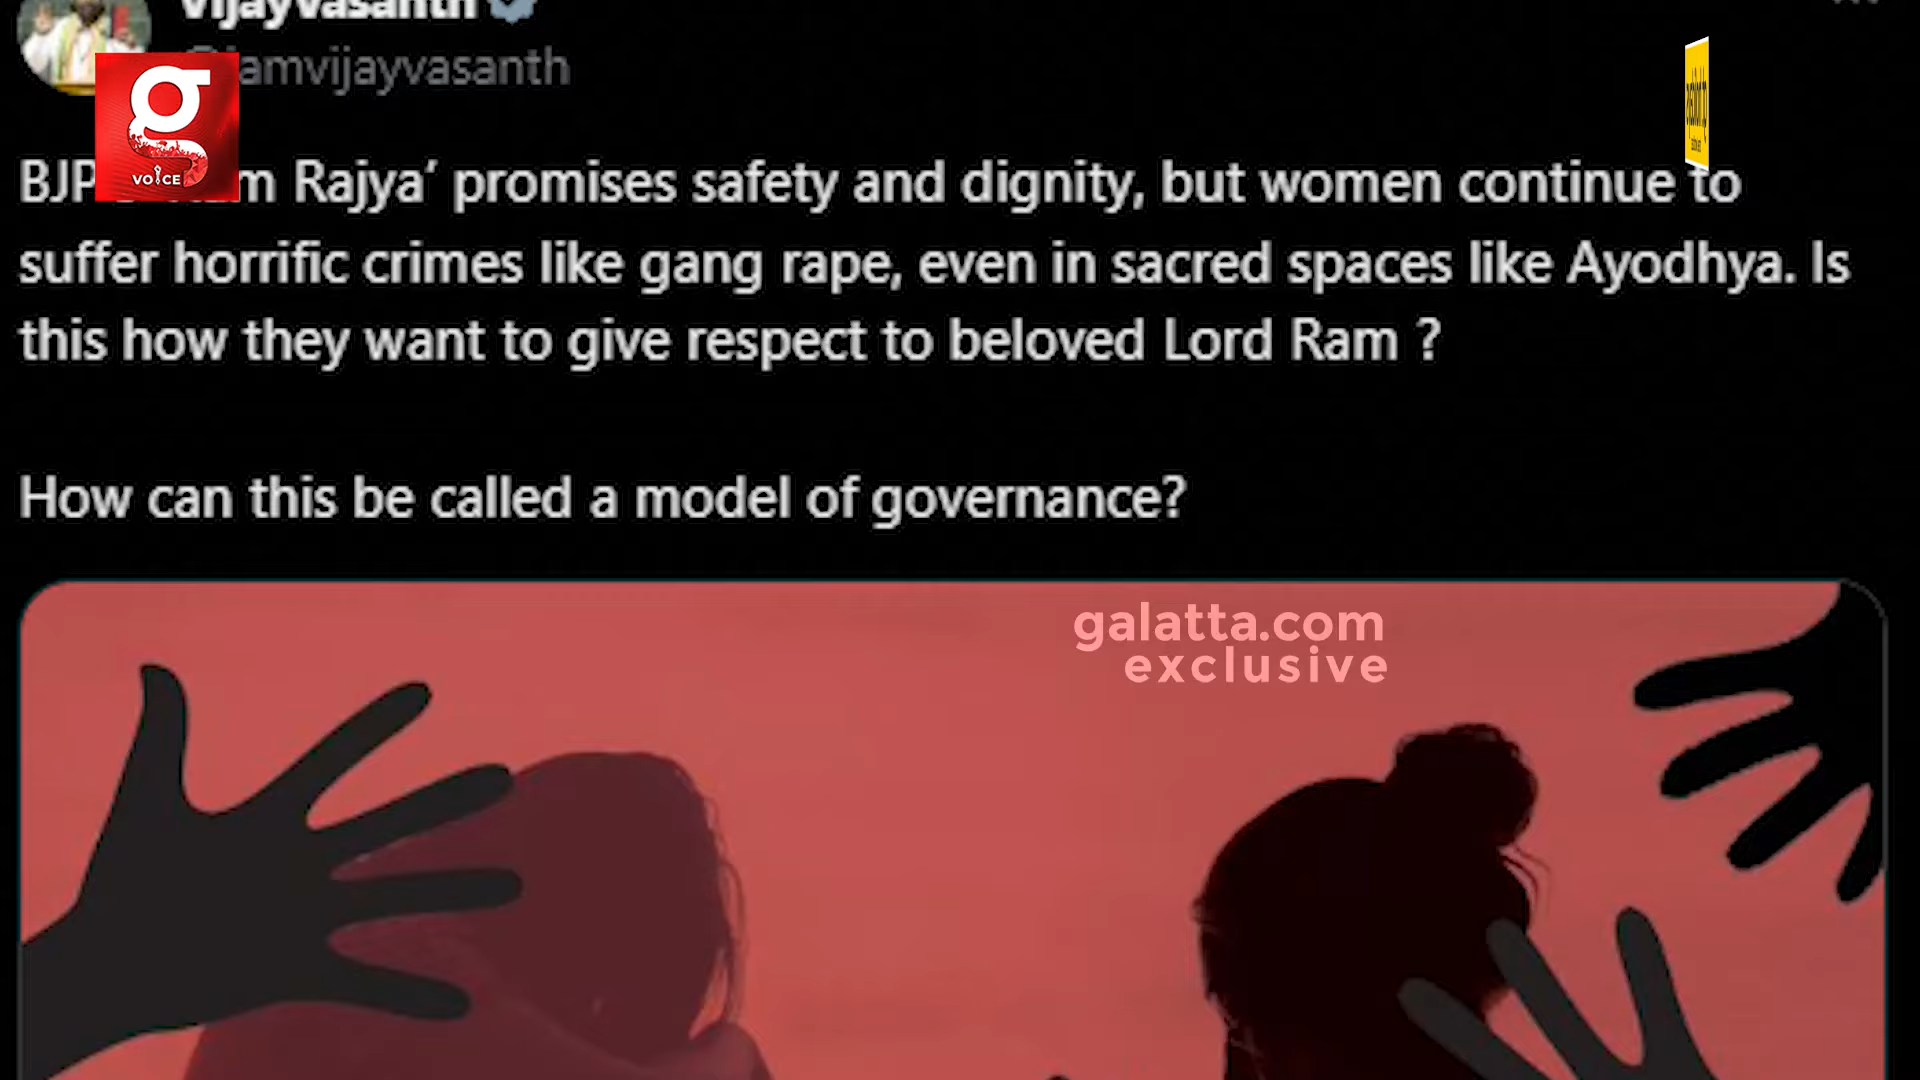 vijayvasanth
amvijayvasanth
VOICE
BJP m Rajya‘ promises safety and dignity, but women continue to
suffer horrific crimes like gang rape, even in sacred spaces like Ayodhya. Is
this how they want to give respect to beloved Lord Ram ?
How can this be called a model of governance?
galatta.com
exclusive